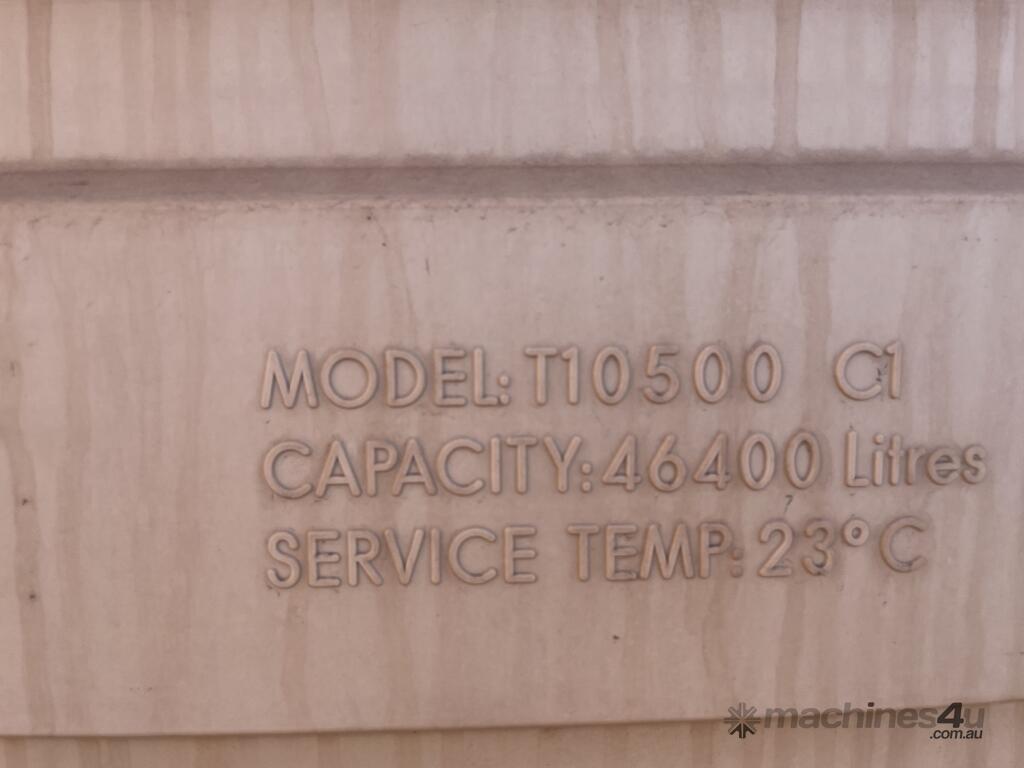 MODEL: T10500 C1
CAPACITY: 46400 Litres
SERVICE TEMP: 23° C
machines4u
.com.au